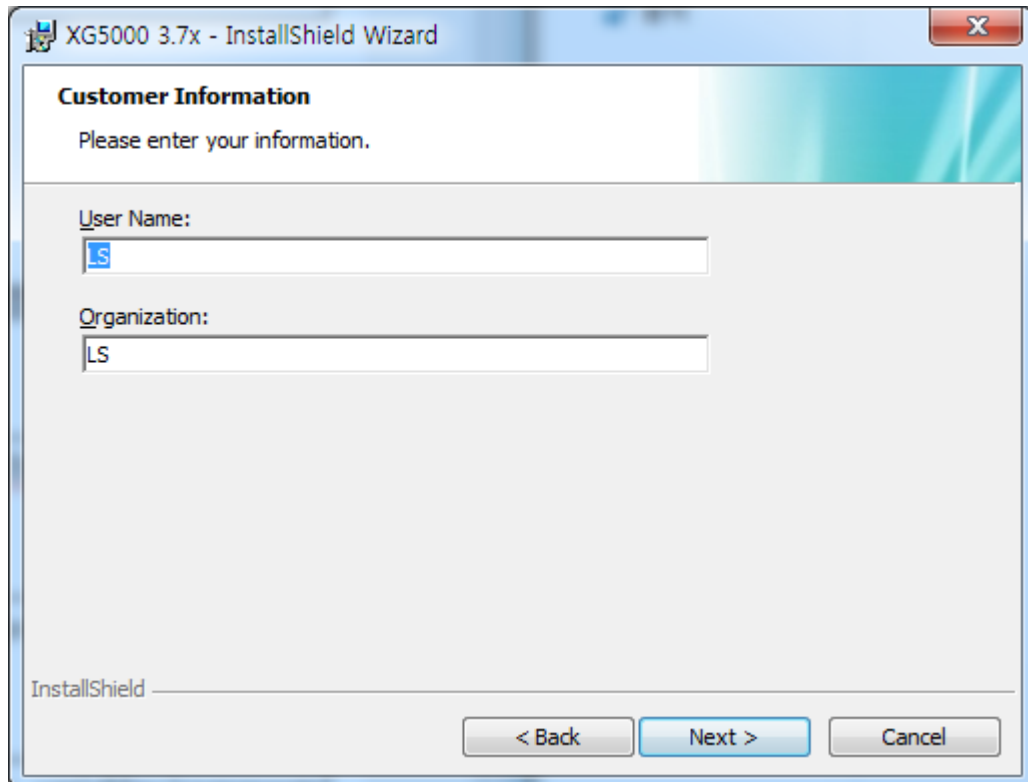 XG5000 3.7x - InstallShield Wizard
Customer Information
Please enter your information.
User Name:
LS
Organization:
LS
InstallShield
< Back
Next >
Cancel